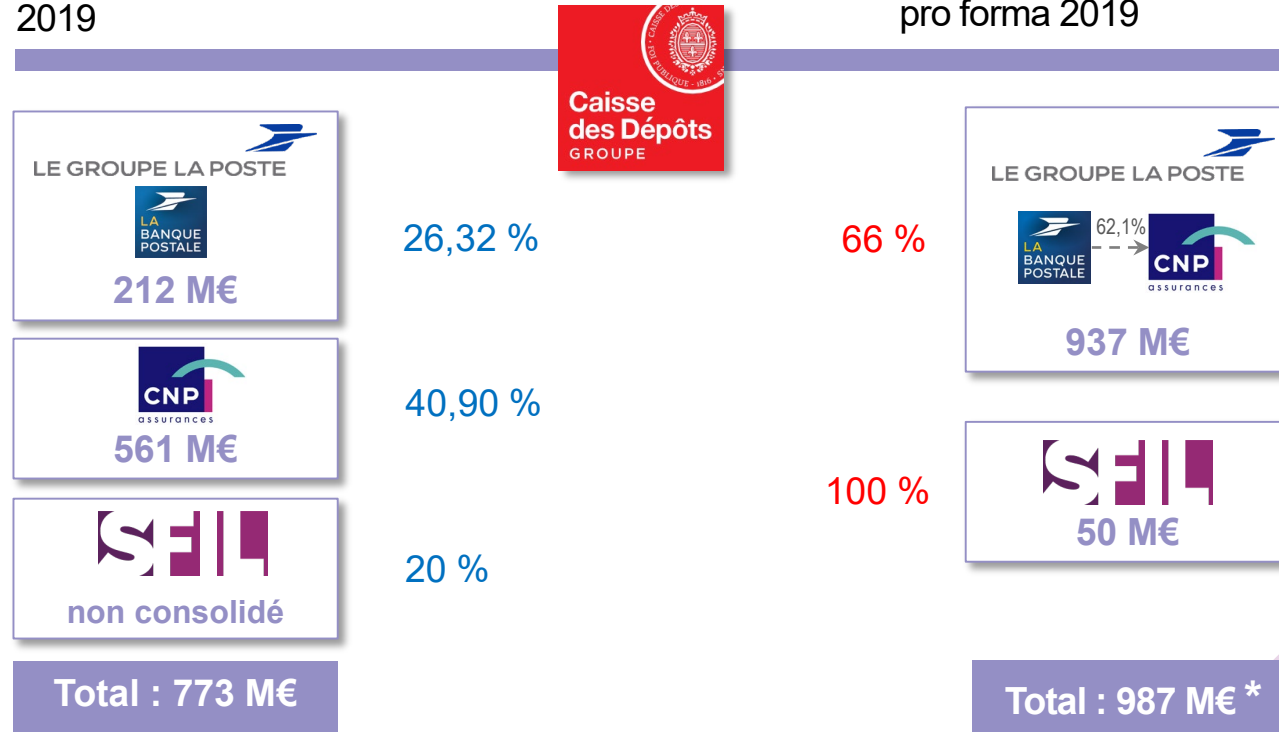 2019
pro forma 2019
Caisse
des Dépôts
GROUPE
LE GROUPE LA POSTE
LA
BANQUE
POSTALE
212 M€
26,32 %
CNP
assurances
561 M€
40,90 %
SFIL
non consolidé
20 %
Total : 773 M€
66 %
LE GROUPE LA POSTE
LA
BANQUE
POSTALE
62,1%
CNP
assurances
937 M€
100 %
SFIL
50 M€
Total : 987 M€ *